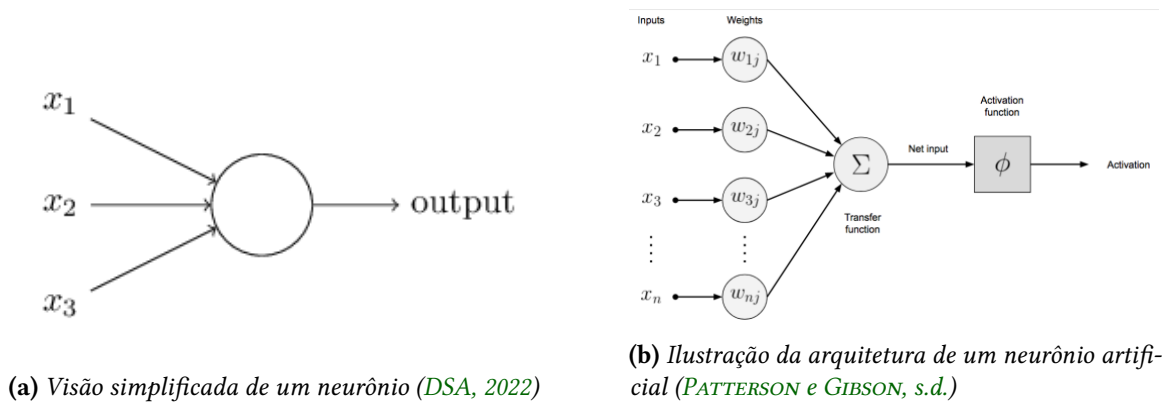 x₁
x₂
x₃
output
(a) Visão simplificada de um neurônio (DSA, 2022)
Inputs Weights
x₁ w₁ⱼ
x₂ w₂ⱼ
x₃ w₃ⱼ
xₙ wₙⱼ
Σ
Transfer
function
Net input
Activation
function
ϕ
Activation
(b) Ilustração da arquitetura de um neurônio artifi-
cial (Patterson e Gibson, s.d.)